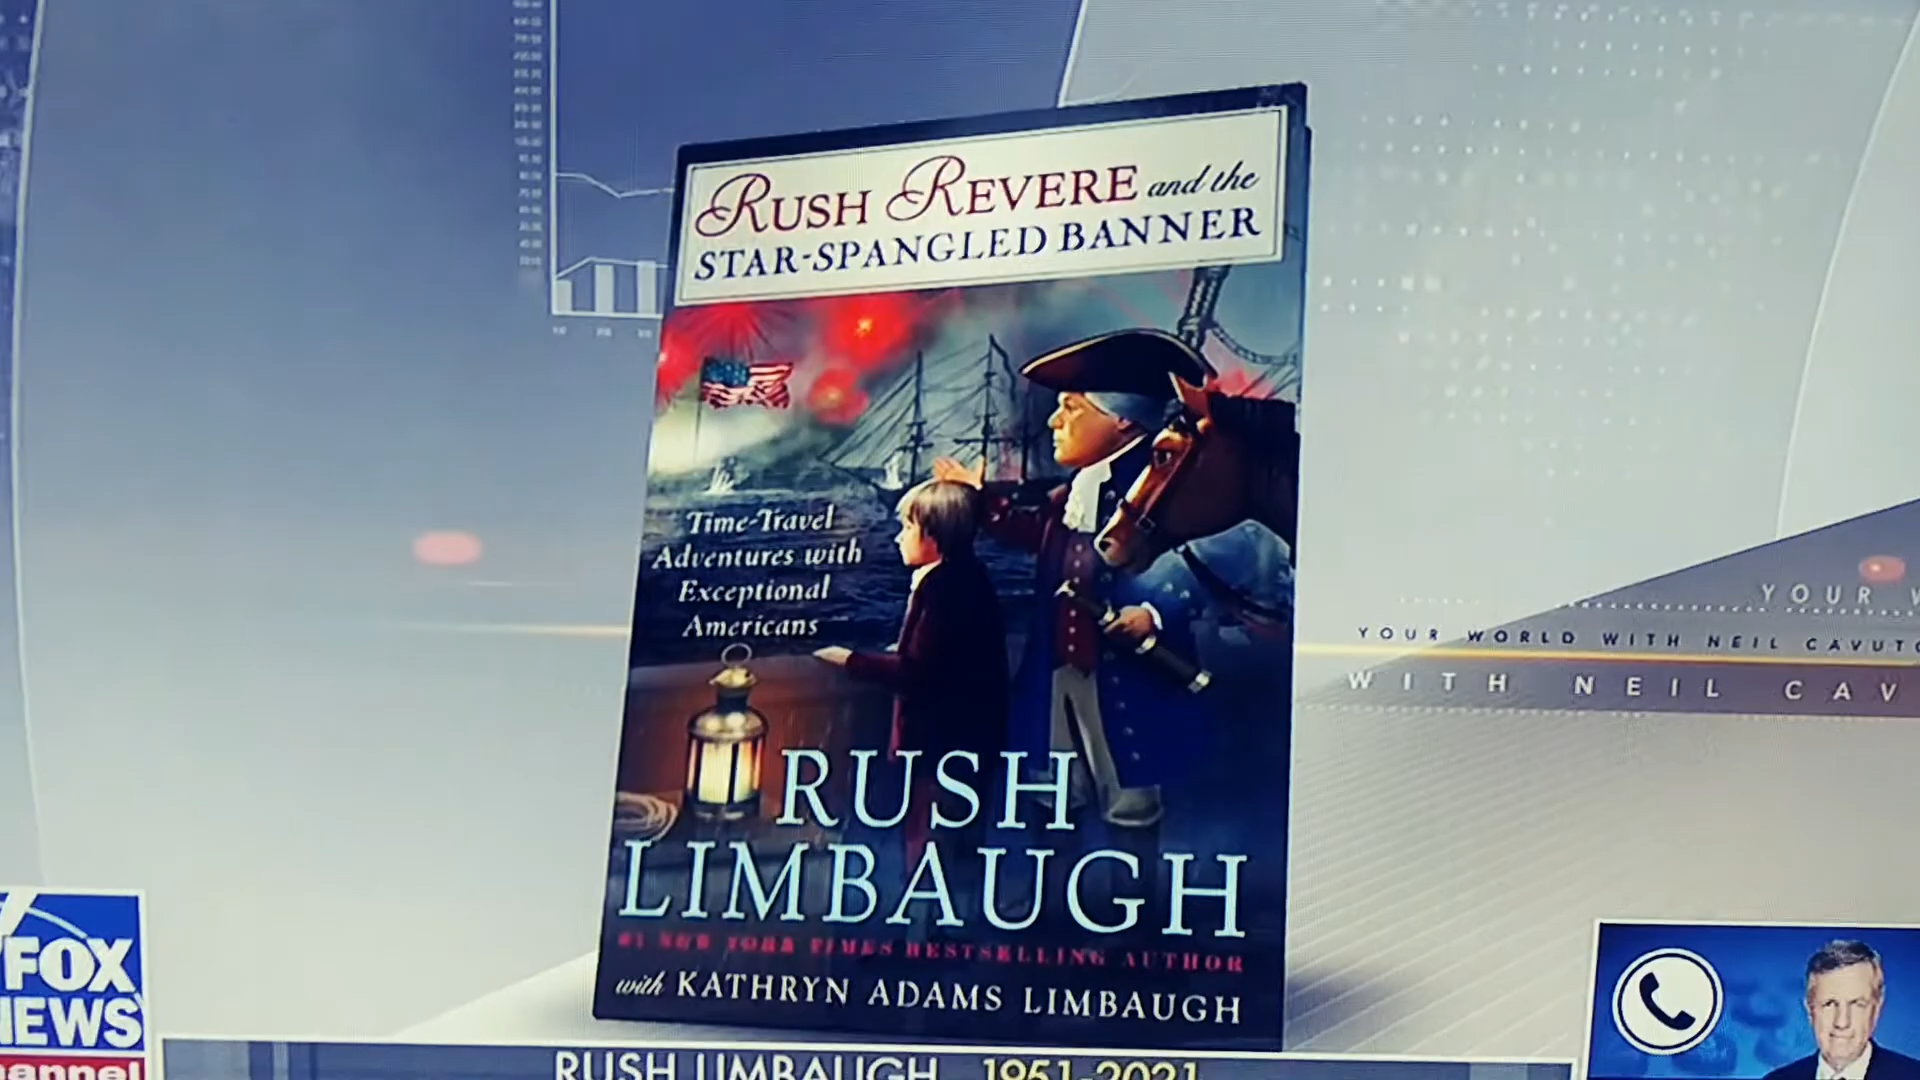 RUSH REVERE and the
STAR-SPANGLED BANNER
Time-Travel
Adventures with
Exceptional
Americans
RUSH
LIMBAUGH
#1 NEW YORK TIMES BESTSELLING AUTHOR
with KATHRYN ADAMS LIMBAUGH
YOUR W
YOUR WORLD WITH NEIL CAVUTO
WITH NEIL CAV
FOX
NEWS
channel
RUSH LIMBAUGH 1951-2021